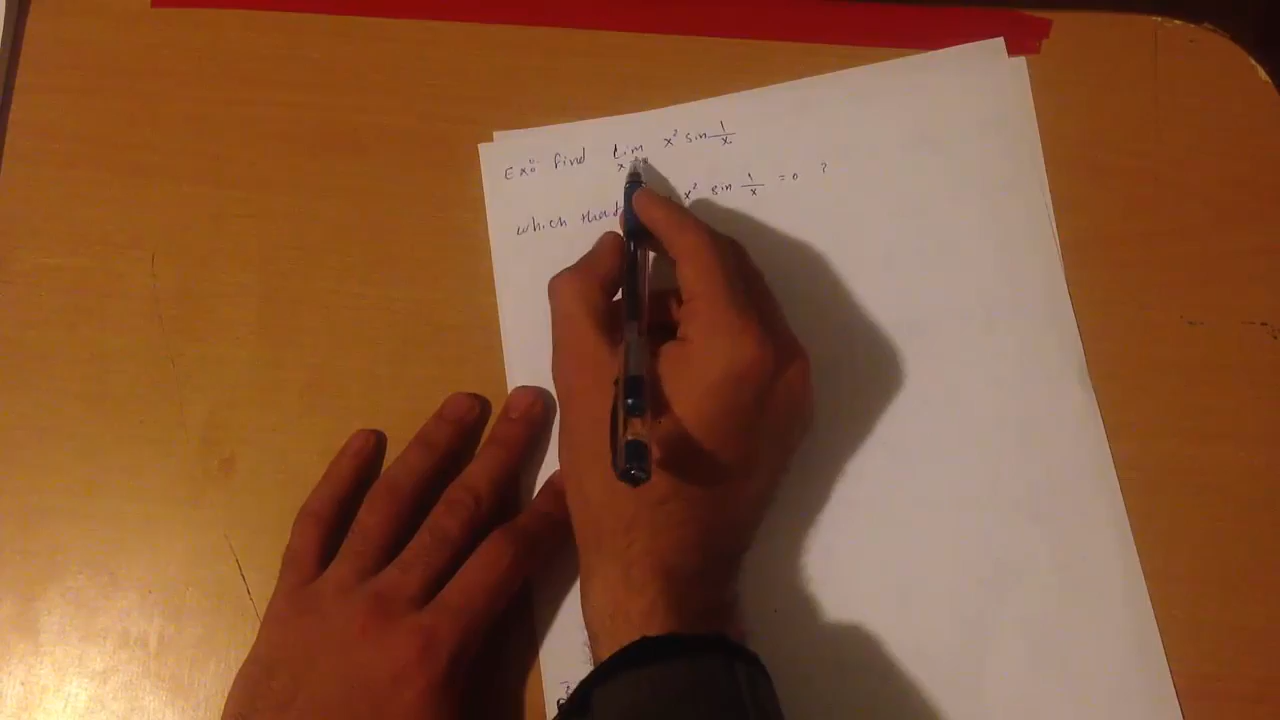 Ex: find lim x² sin 1/x
x
which that x² sin 1/x = 0 ?